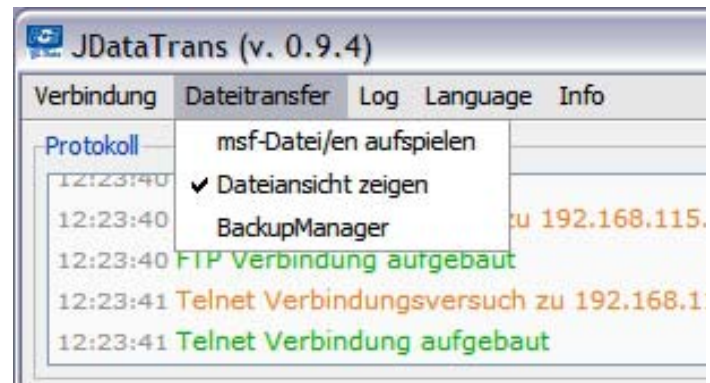 JDataTrans (v. 0.9.4)
Verbindung Dateitransfer Log Language Info
Protokoll
msf-Datei/en aufspielen
Dateiansicht zeigen
BackupManager
12:23:40
12:23:40 zu 192.168.115.
12:23:40 FTP Verbindung aufgebaut
12:23:41 Telnet Verbindungsversuch zu 192.168.1
12:23:41 Telnet Verbindung aufgebaut